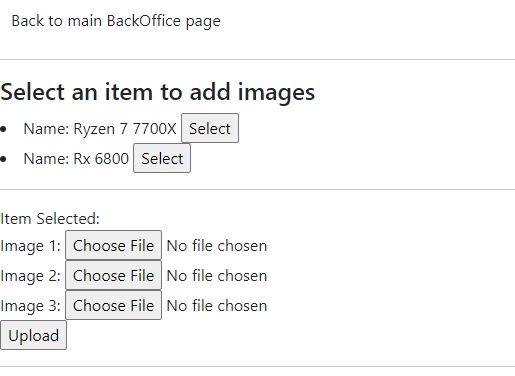 Back to main BackOffice page
Select an item to add images
• Name: Ryzen 7 7700X Select
• Name: Rx 6800 Select
Item Selected:
Image 1: Choose File No file chosen
Image 2: Choose File No file chosen
Image 3: Choose File No file chosen
Upload